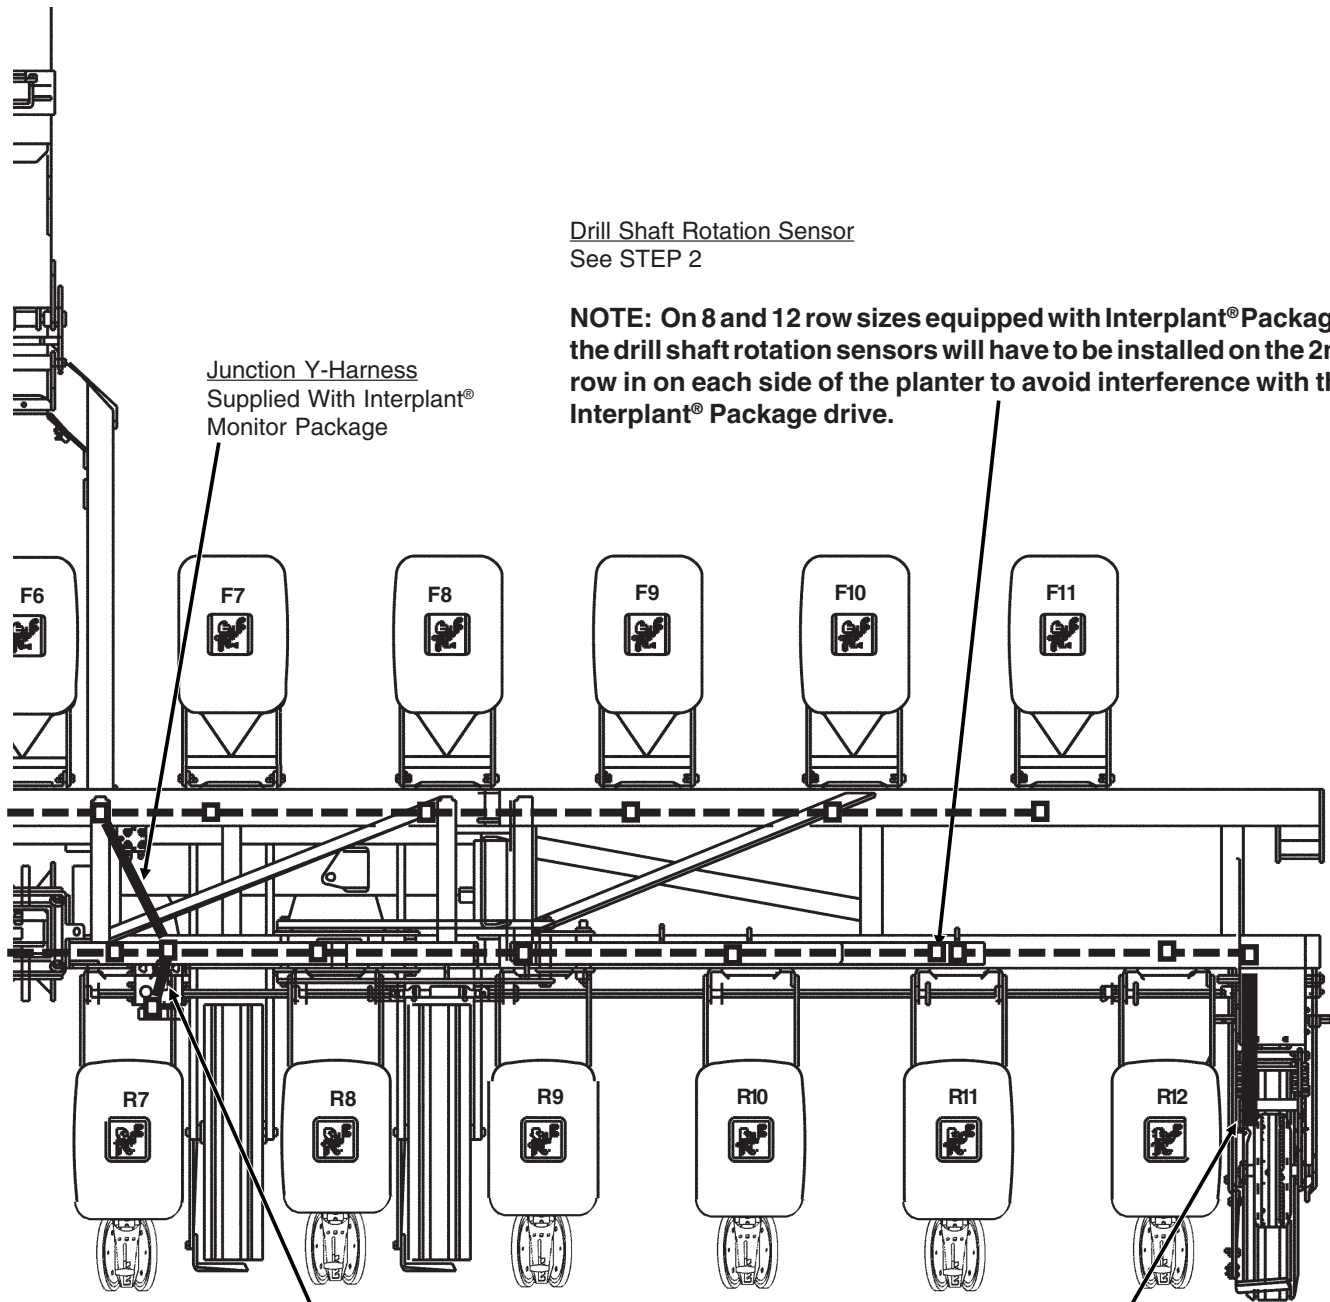 Drill Shaft Rotation Sensor
See STEP 2
NOTE: On 8 and 12 row sizes equipped with Interplant® Packag
the drill shaft rotation sensors will have to be installed on the 2n
row in on each side of the planter to avoid interference with th
Interplant® Package drive.
Junction Y-Harness
Supplied With Interplant®
Monitor Package
F6 F7 F8 F9 F10 F11
R7 R8 R9 R10 R11 R12